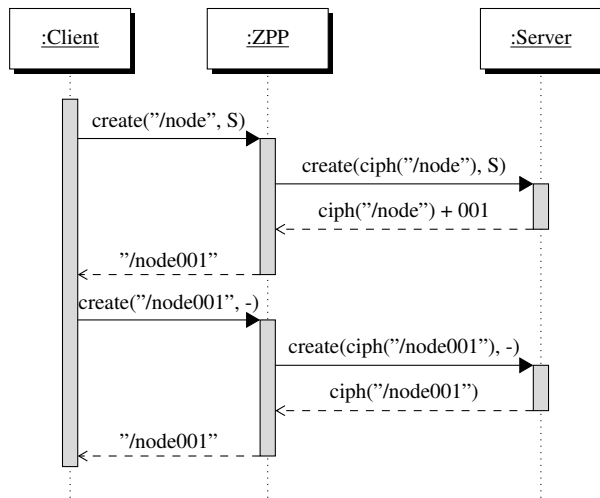 :Client
:ZPP
:Server
create(”/node”, S)
create(ciph(”/node”), S)
ciph(”/node”) + 001
”/node001”
create(”/node001”, -)
create(ciph(”/node001”), -)
ciph(”/node001”)
”/node001”